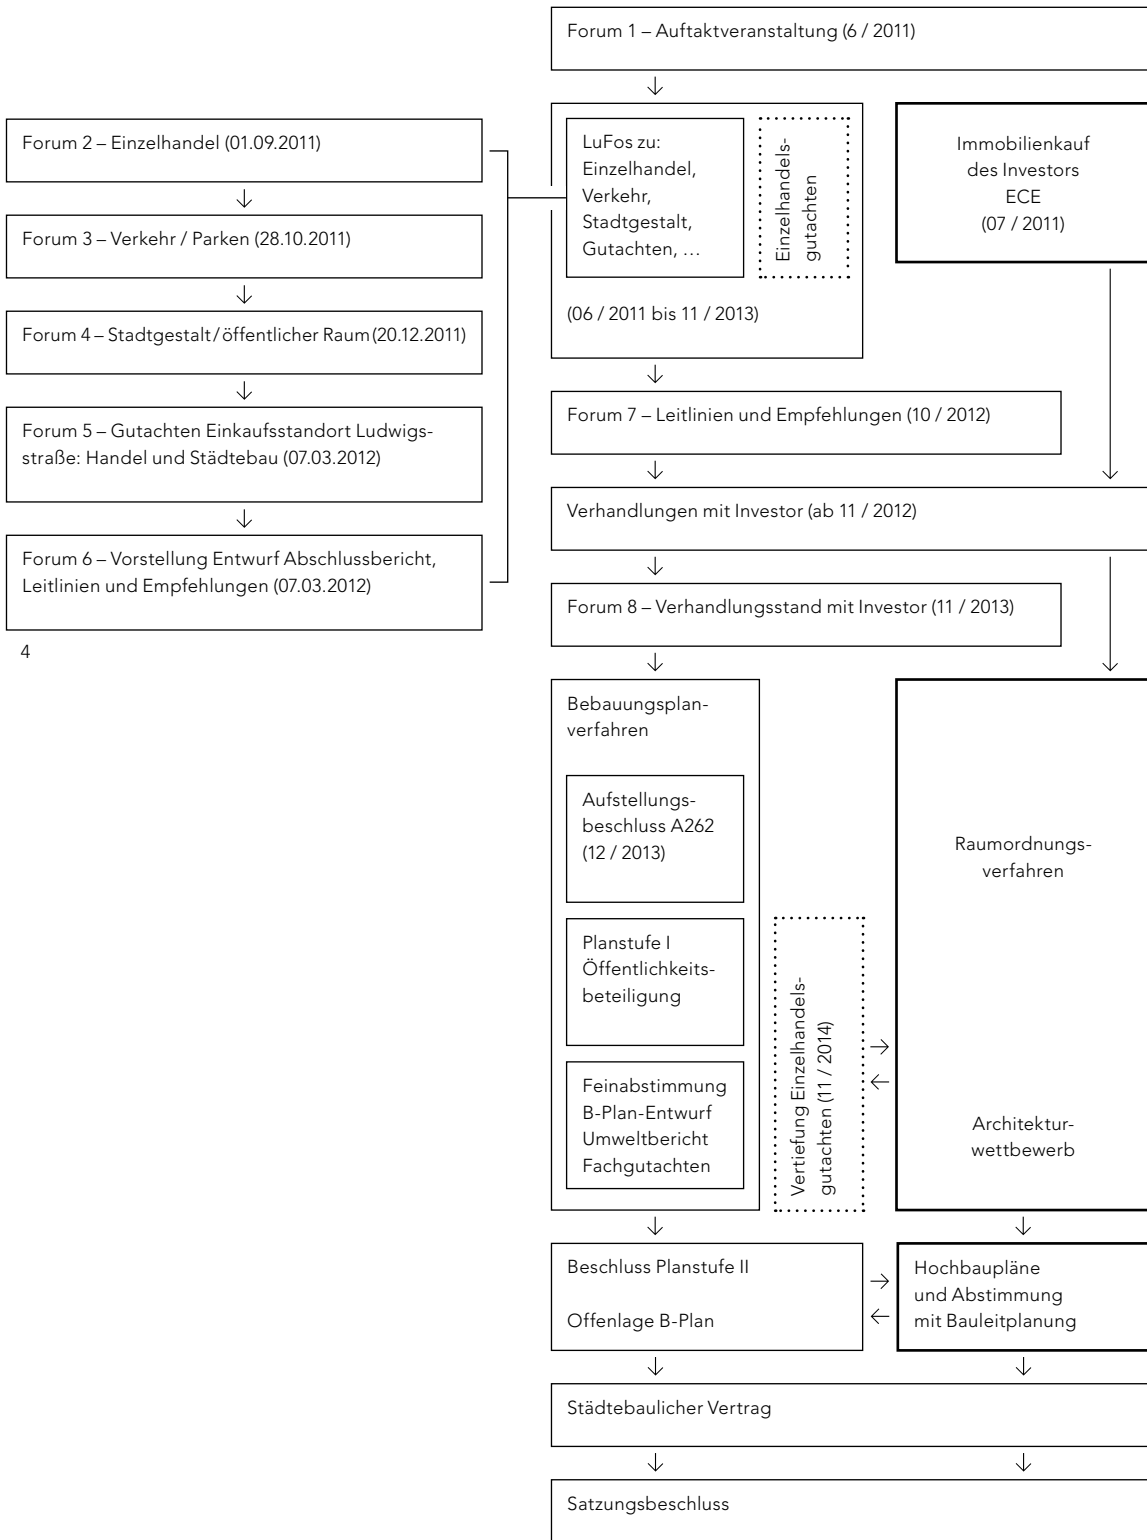 Forum 1 – Auftaktveranstaltung (6 / 2011)
Forum 2 – Einzelhandel (01.09.2011)
Forum 3 – Verkehr / Parken (28.10.2011)
Forum 4 – Stadtgestalt / öffentlicher Raum (20.12.2011)
Forum 5 – Gutachten Einkaufsstandort Ludwigs-
straße: Handel und Städtebau (07.03.2012)
Forum 6 – Vorstellung Entwurf Abschlussbericht,
Leitlinien und Empfehlungen (07.03.2012)
4
LuFos zu:
Einzelhandel,
Verkehr,
Stadtgestalt,
Gutachten, …
Einzelhandels-
gutachten
(06 / 2011 bis 11 / 2013)
Immobilienkauf
des Investors
ECE
(07 / 2011)
Forum 7 – Leitlinien und Empfehlungen (10 / 2012)
Verhandlungen mit Investor (ab 11 / 2012)
Forum 8 – Verhandlungsstand mit Investor (11 / 2013)
Bebauungsplan-
verfahren
Aufstellungs-
beschluss A262
(12 / 2013)
Planstufe I
Öffentlichkeits-
beteiligung
Feinabstimmung
B-Plan-Entwurf
Umweltbericht
Fachgutachten
Vertiefung Einzelhandels-
gutachten (11 / 2014)
Raumordnungs-
verfahren
Architektur-
wettbewerb
Beschluss Planstufe II
Offenlage B-Plan
Hochbaupläne
und Abstimmung
mit Bauleitplanung
Städtebaulicher Vertrag
Satzungsbeschluss